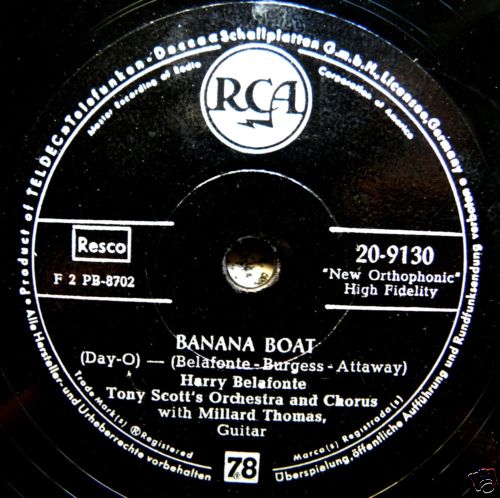 Product of TELDEC »Telefunken-Decca« Schallplatten G.m.b.H. Licensee, Germany
Master Recording of Radio Corporation of America
RCA
Resco
F 2 PB-8702
20-9130
"New Orthophonic"
High Fidelity
BANANA BOAT
(Day-O) — (Belafonte-Burgess-Attaway)
Harry Belafonte
Tony Scott's Orchestra and Chorus
with Millard Thomas,
Guitar
Trade Mark(s) ® Registered
Marca(s) Registrada(s)
78
Alle Hersteller- und Urheberrechte vorbehalten
Überspielung, öffentliche Aufführung und Rundfunksendung verboten